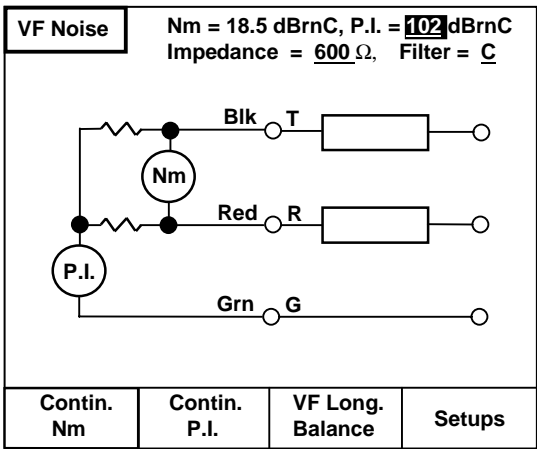 VF Noise
Nm = 18.5 dBrnC, P.I. = 102 dBrnC
Impedance = 600 Ω, Filter = C
Blk T
Nm
Red R
P.I.
Grn G
Contin. Nm
Contin. P.I.
VF Long. Balance
Setups